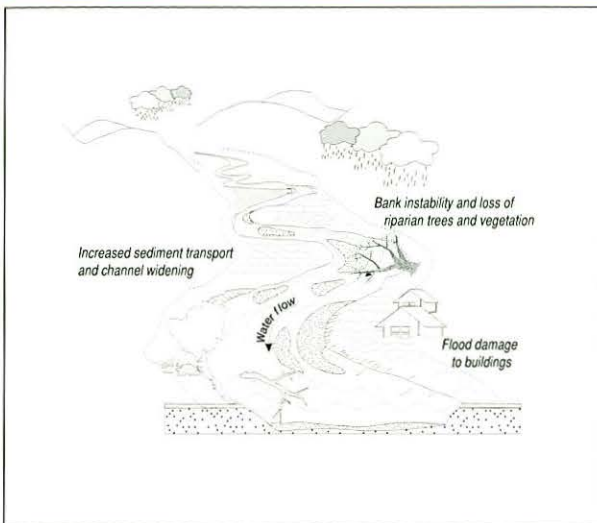 Bank instability and loss of
riparian trees and vegetation
Increased sediment transport
and channel widening
Water flow
Flood damage
to buildings